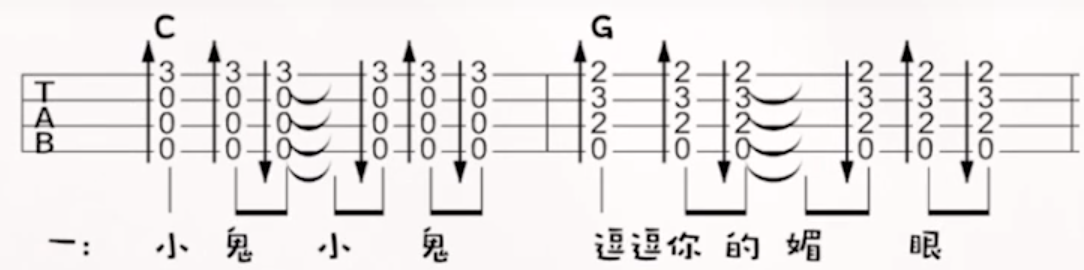 C G
3 3 3 3 3 3 2 2 2 2 2 2
T 0 0 0 0 0 0 3 3 3 3 3 3
A 0 0 0 0 0 0 2 2 2 2 2 2
B 0 0 0 0 0 0 0 0 0 0 0 0
一: 小 鬼 小 鬼 逗逗你 的 媚 眼